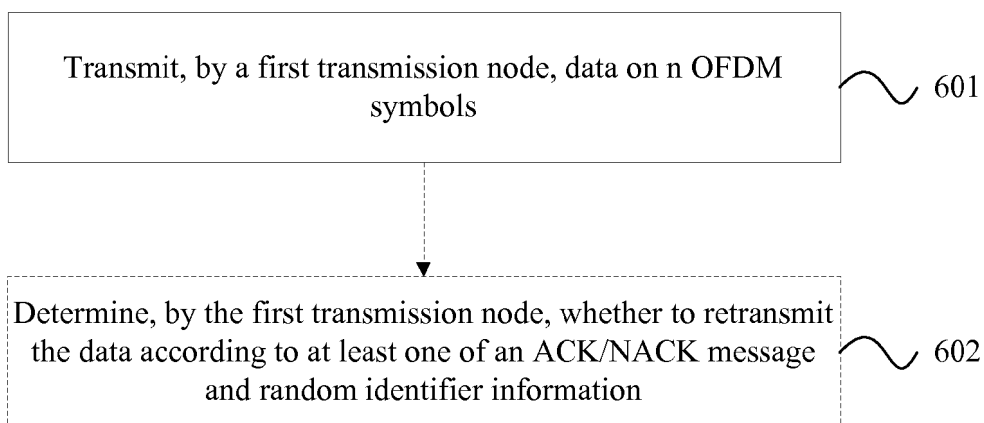 Transmit, by a first transmission node, data on n OFDM
symbols
601
Determine, by the first transmission node, whether to retransmit
the data according to at least one of an ACK/NACK message
and random identifier information
602